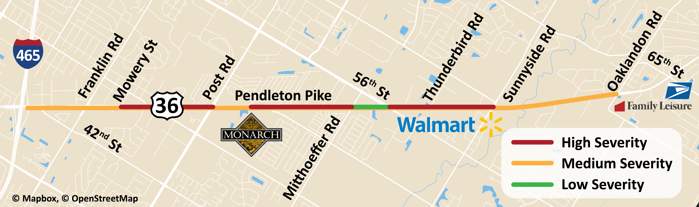 465
Franklin Rd
Mowery St
Post Rd
36
Pendleton Pike
56th St
Thunderbird Rd
Sunnyside Rd
Oaklandon Rd
65th St
Family Leisure
42nd St
MONARCH
Mitthoeffer Rd
Walmart
High Severity
Medium Severity
Low Severity
© Mapbox, © OpenStreetMap